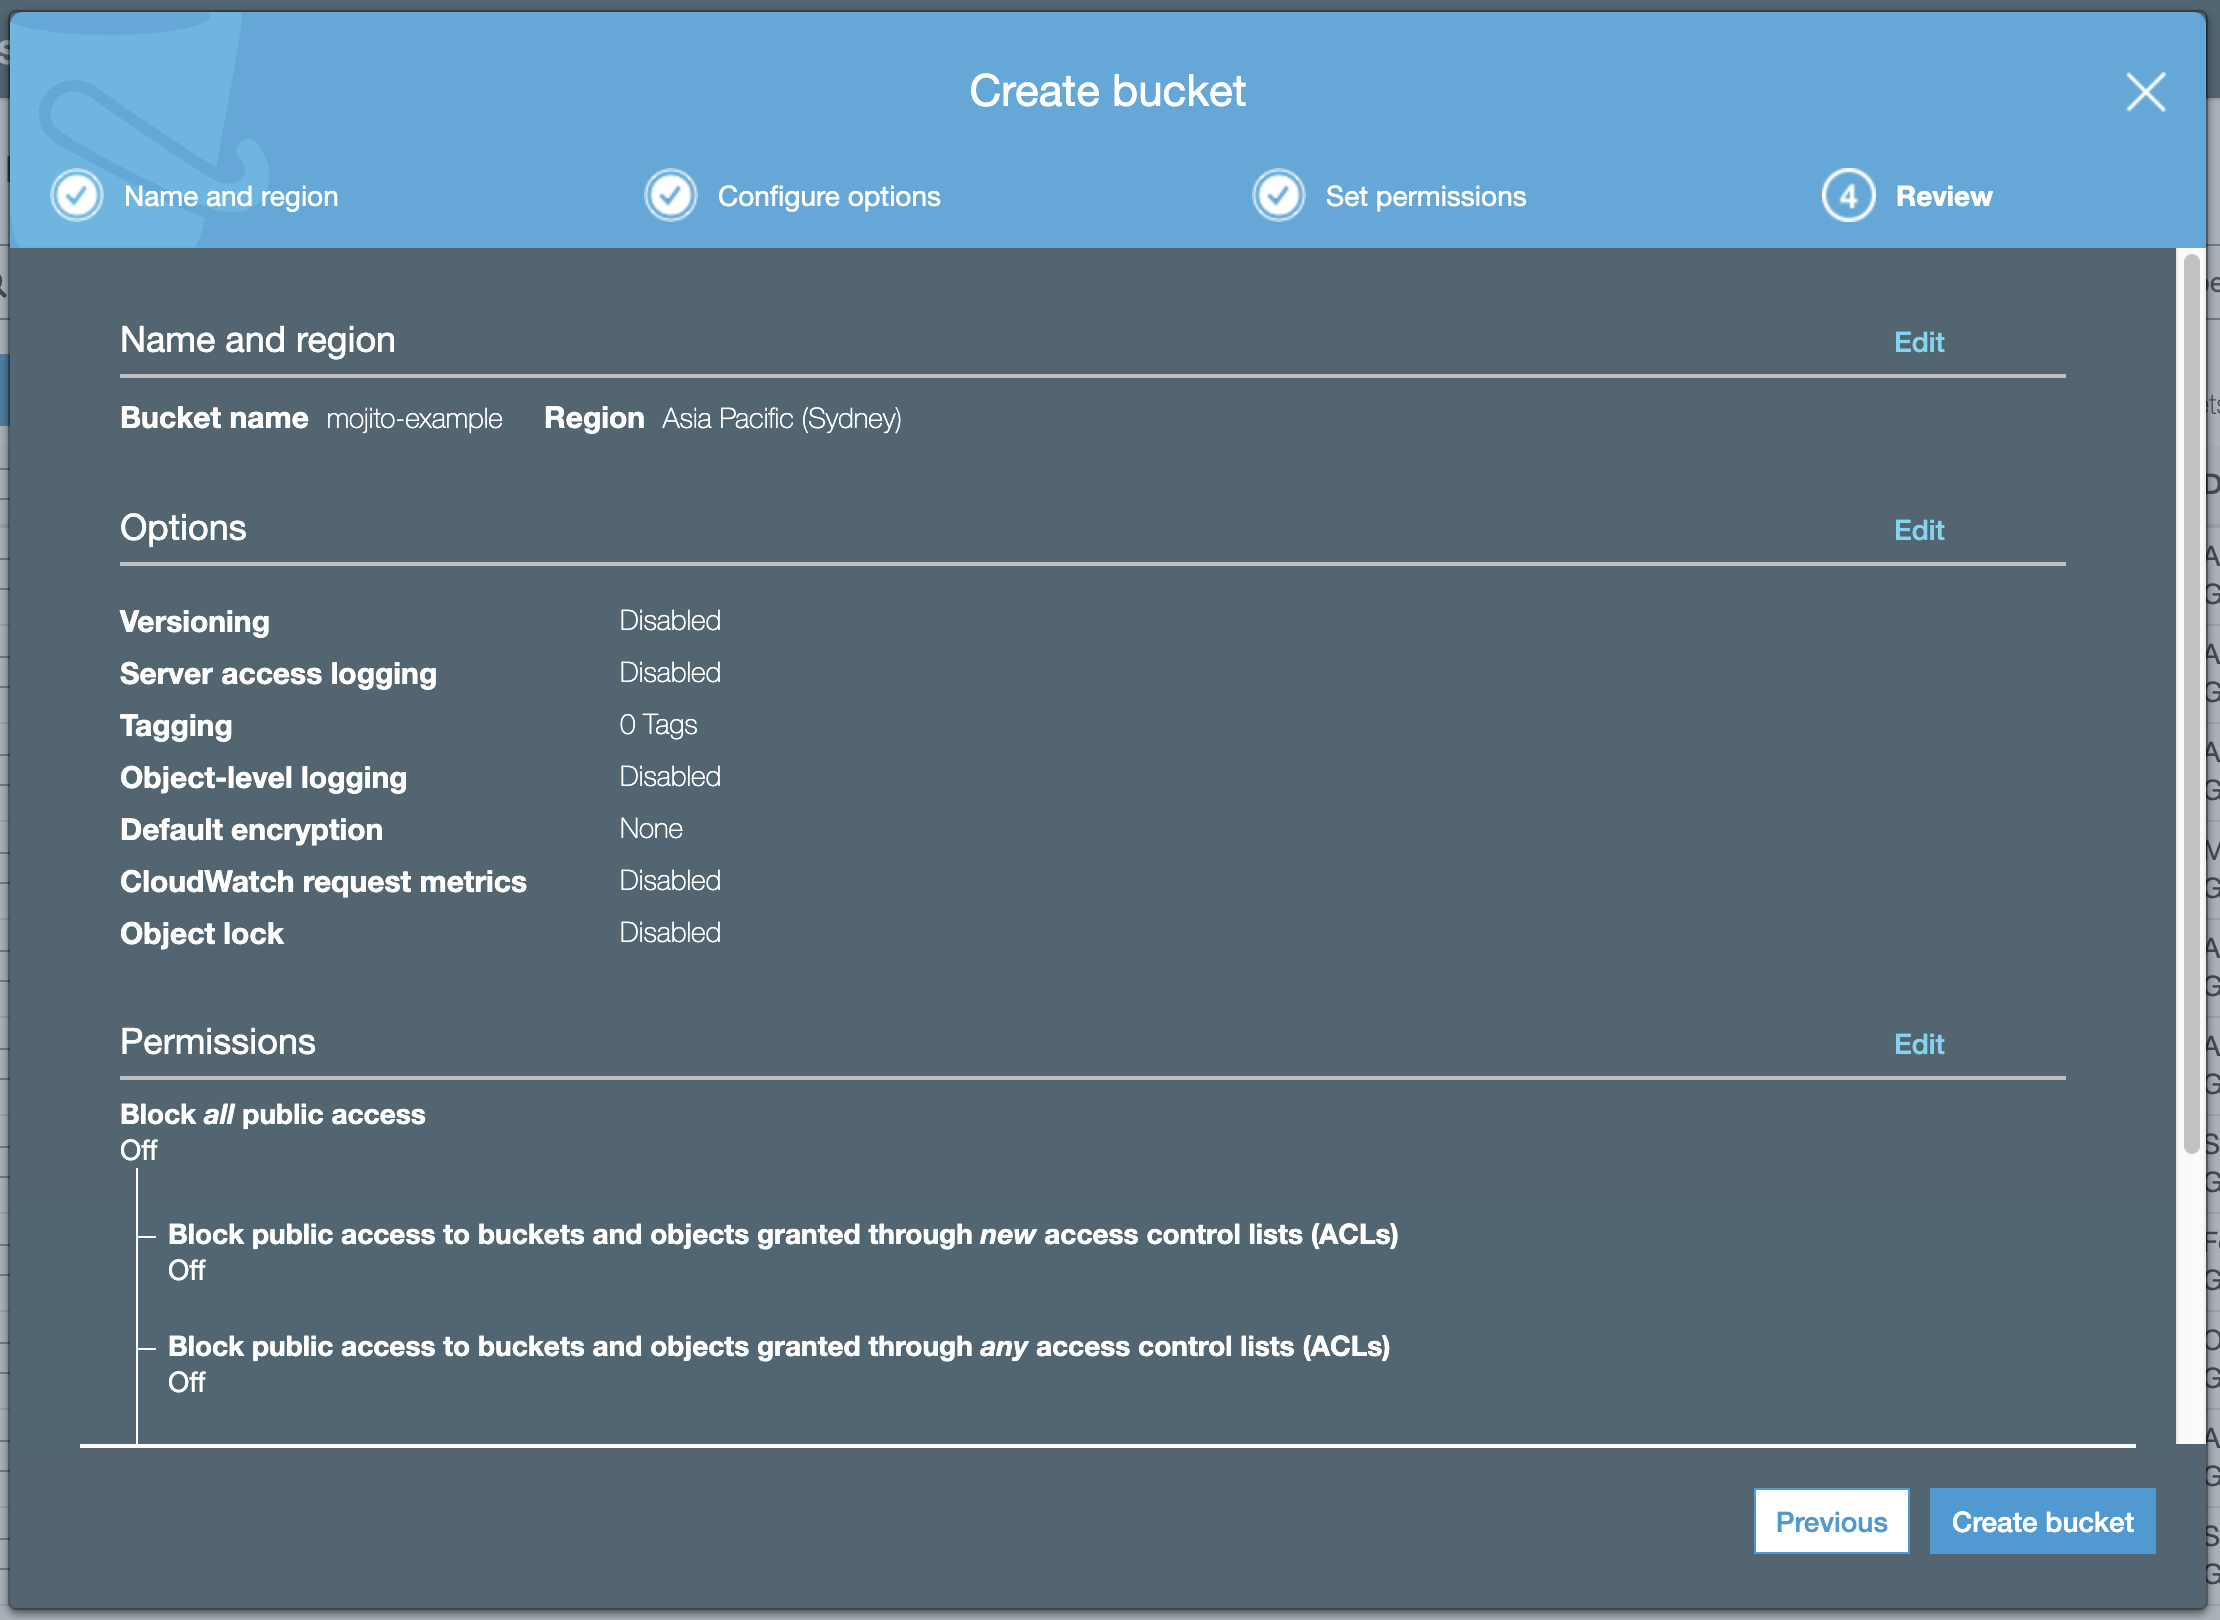 Create bucket
Name and region
Configure options
Set permissions
4 Review
Name and region Edit
Bucket name mojito-example Region Asia Pacific (Sydney)
Options Edit
Versioning Disabled
Server access logging Disabled
Tagging 0 Tags
Object-level logging Disabled
Default encryption None
CloudWatch request metrics Disabled
Object lock Disabled
Permissions Edit
Block all public access
Off
Block public access to buckets and objects granted through new access control lists (ACLs)
Off
Block public access to buckets and objects granted through any access control lists (ACLs)
Off
Previous Create bucket